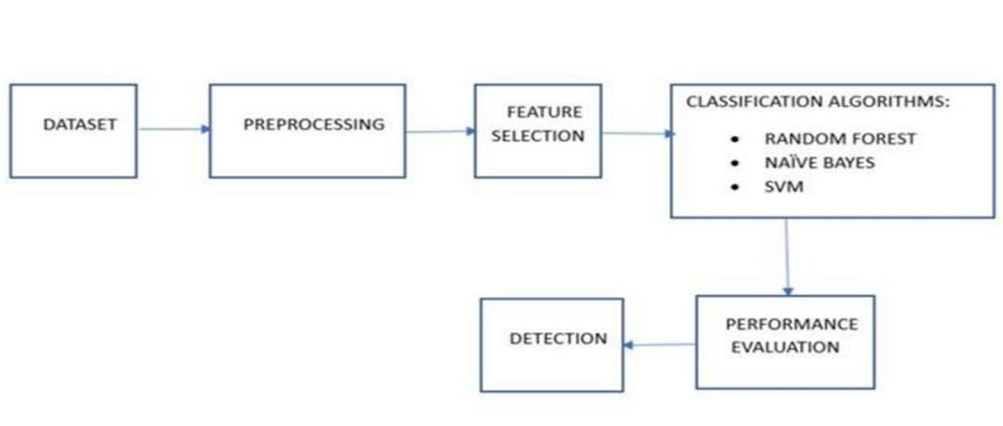 DATASET
PREPROCESSING
FEATURE
SELECTION
CLASSIFICATION ALGORITHMS:
• RANDOM FOREST
• NAÏVE BAYES
• SVM
PERFORMANCE
EVALUATION
DETECTION